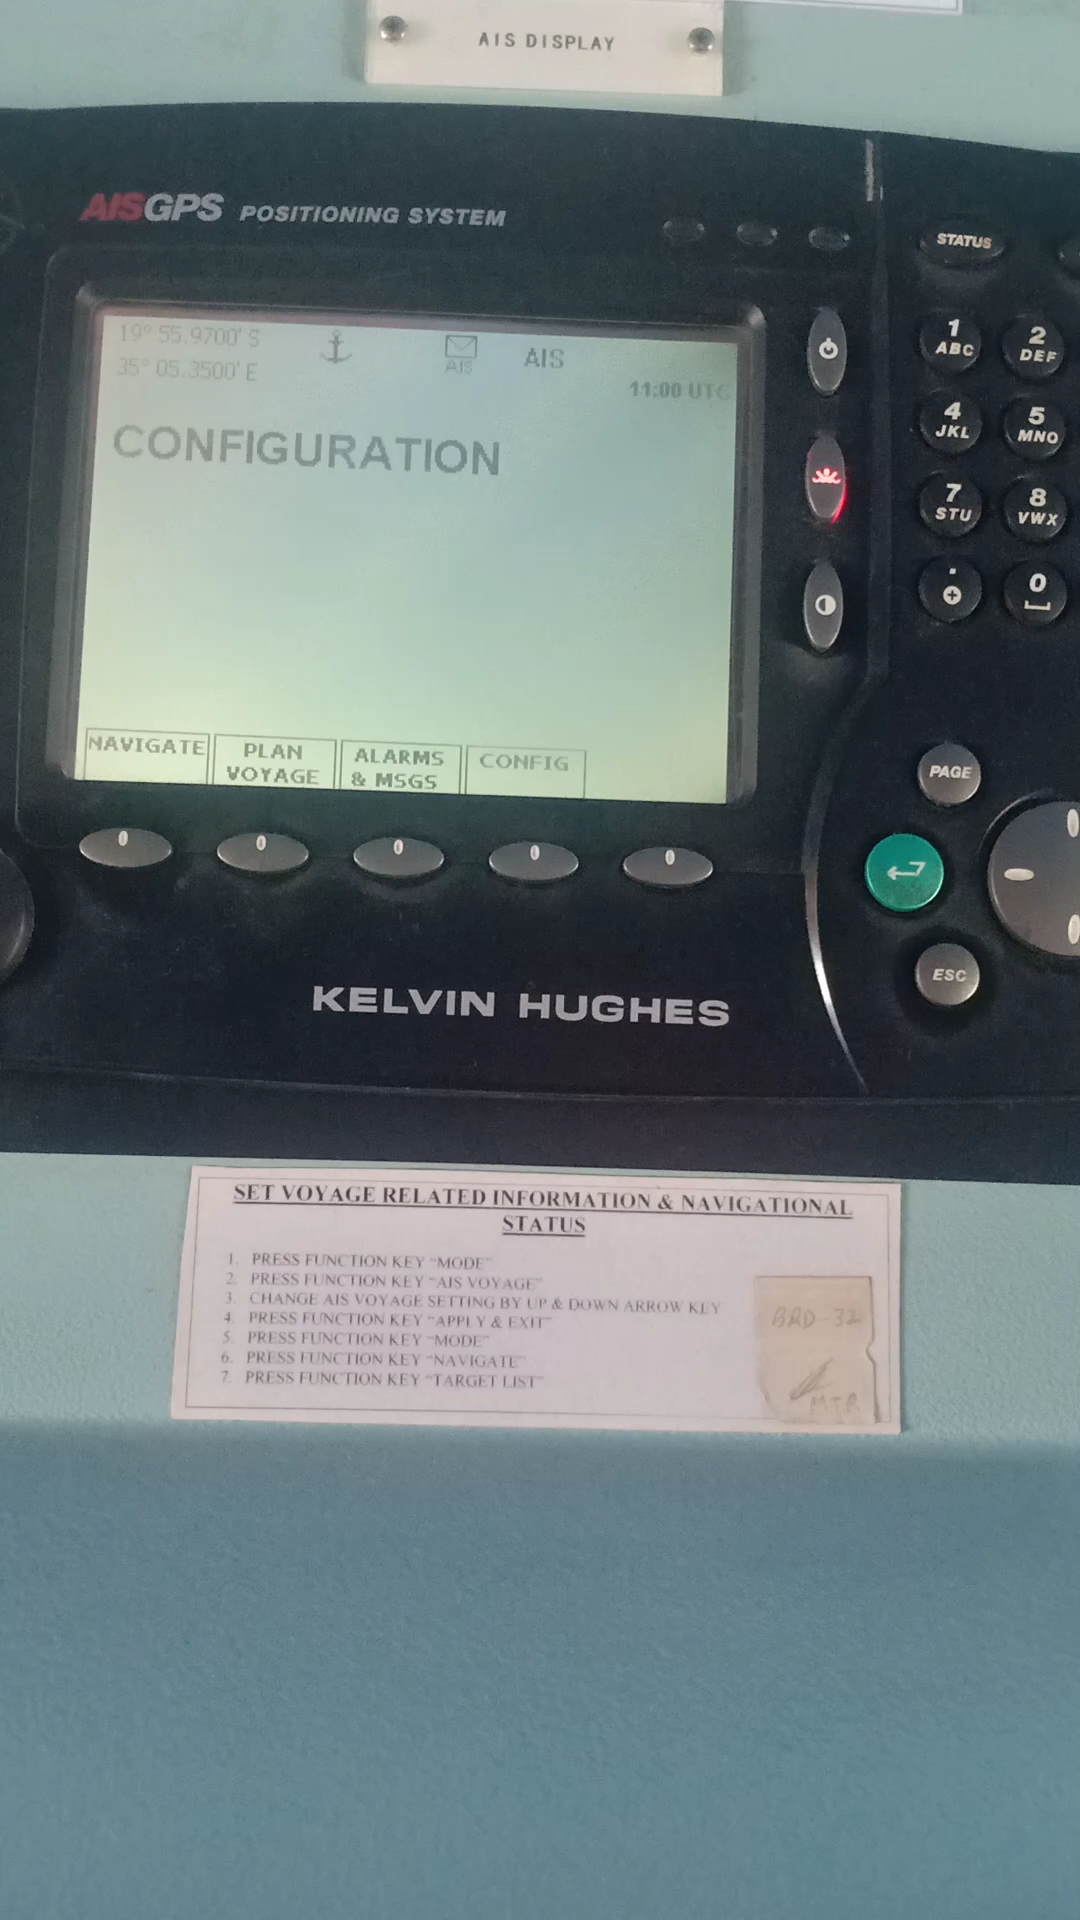 AIS DISPLAY
AISGPS POSITIONING SYSTEM
STATUS
19° 55.9700' S
35° 05.3500' E
AIS
AIS
11:00 UTC
CONFIGURATION
NAVIGATE
PLAN VOYAGE
ALARMS & MSGS
CONFIG
1 ABC
2 DEF
4 JKL
5 MNO
7 STU
8 VWX
0
PAGE
ESC
KELVIN HUGHES
SET VOYAGE RELATED INFORMATION & NAVIGATIONAL
STATUS
1. PRESS FUNCTION KEY “MODE”
2. PRESS FUNCTION KEY “AIS VOYAGE”
3. CHANGE AIS VOYAGE SETTING BY UP & DOWN ARROW KEY
4. PRESS FUNCTION KEY “APPLY & EXIT”
5. PRESS FUNCTION KEY “MODE”
6. PRESS FUNCTION KEY “NAVIGATE”
7. PRESS FUNCTION KEY “TARGET LIST”
BRD-32
MTR